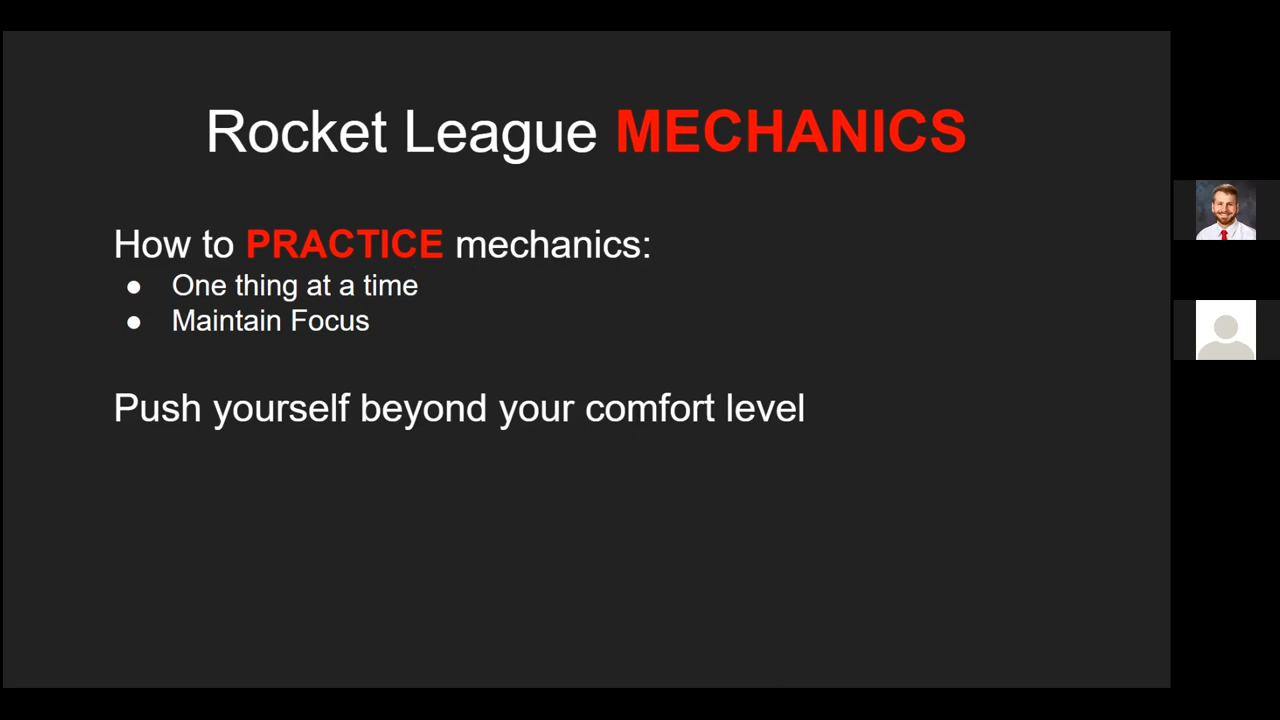 Rocket League MECHANICS
How to PRACTICE mechanics:
● One thing at a time
● Maintain Focus
Push yourself beyond your comfort level